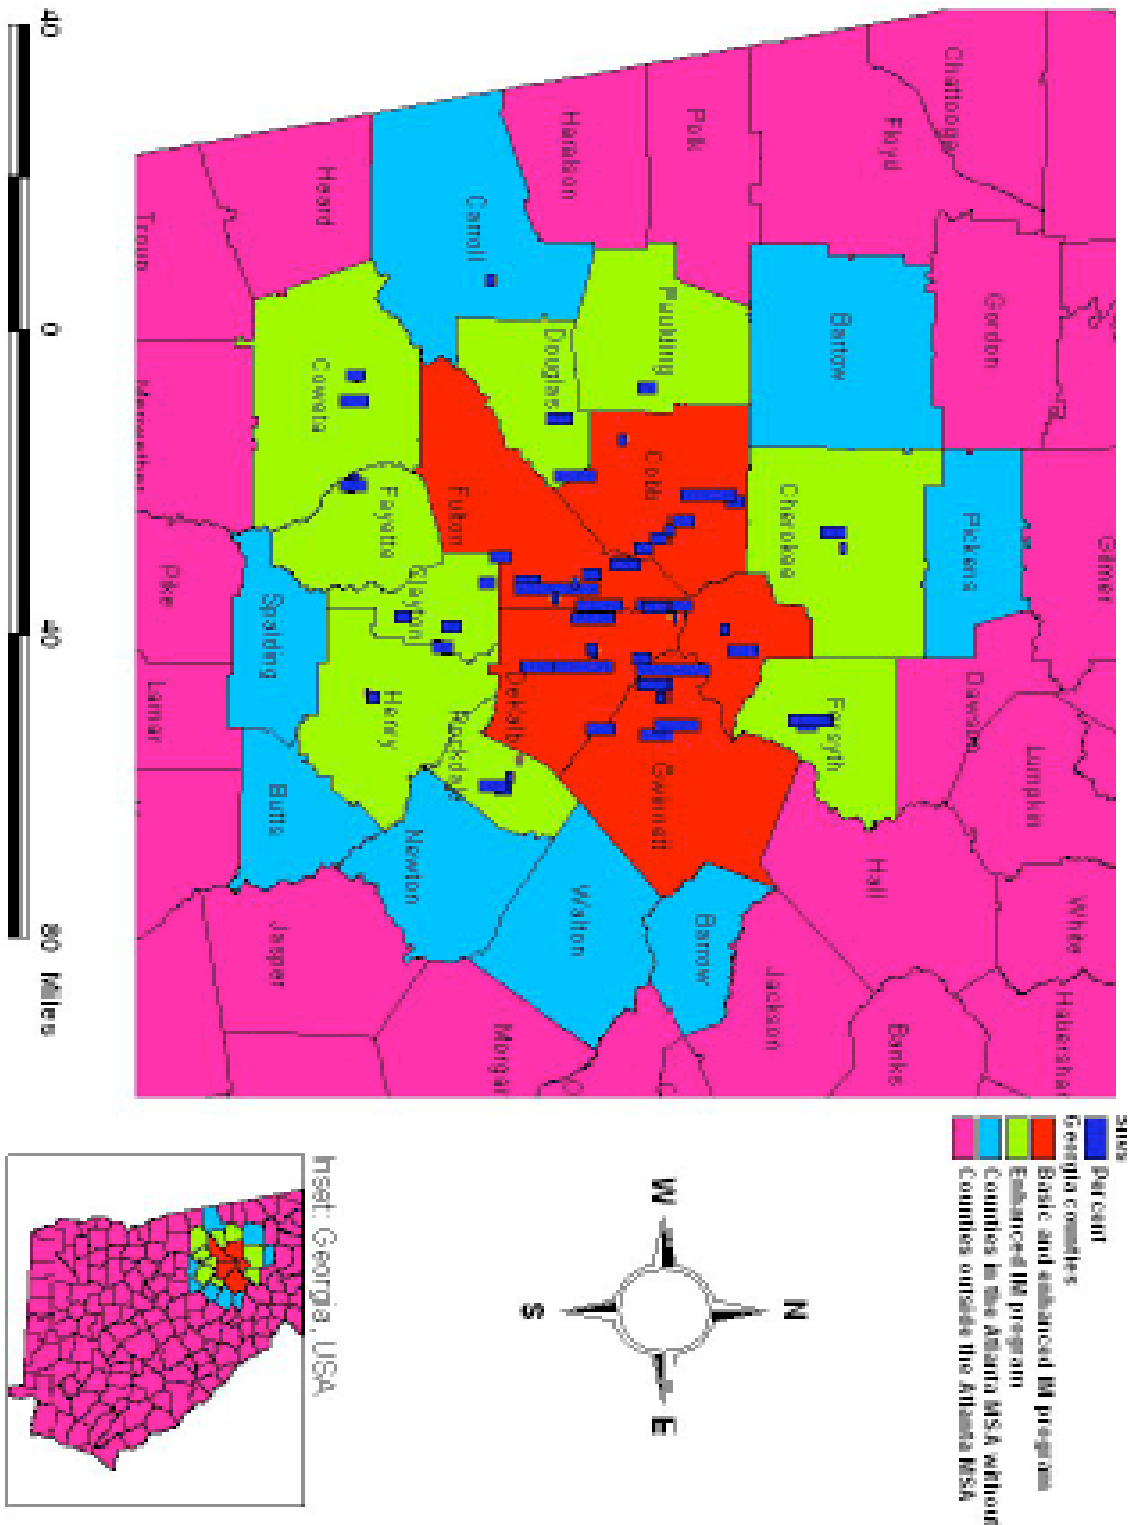 Chattooga
Floyd
Polk
Haralson
Heard
Troup
Carroll
Gordon
Bartow
Paulding
Douglas
Coweta
Meriwether
Gilmer
Pickens
Cherokee
Cobb
Fulton
Fayette
Clayton
Spalding
Pike
Lamar
Dawson
Lumpkin
Forsyth
Gwinnett
DeKalb
Rockdale
Henry
Butts
White
Hall
Habersha
Banks
Jackson
Barrow
Walton
Newton
Jasper
Morgan
40
0
40
80 Miles
N
W
E
S
Percent
Georgia counties
Basic and enhanced IM program
Enhanced IM program
Counties in the Atlanta MSA without
Counties outside the Atlanta MSA
Inset: Georgia, USA